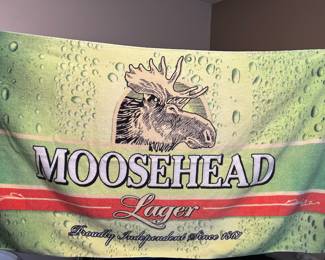 MOOSEHEAD
Lager
Proudly Independent Since 1867